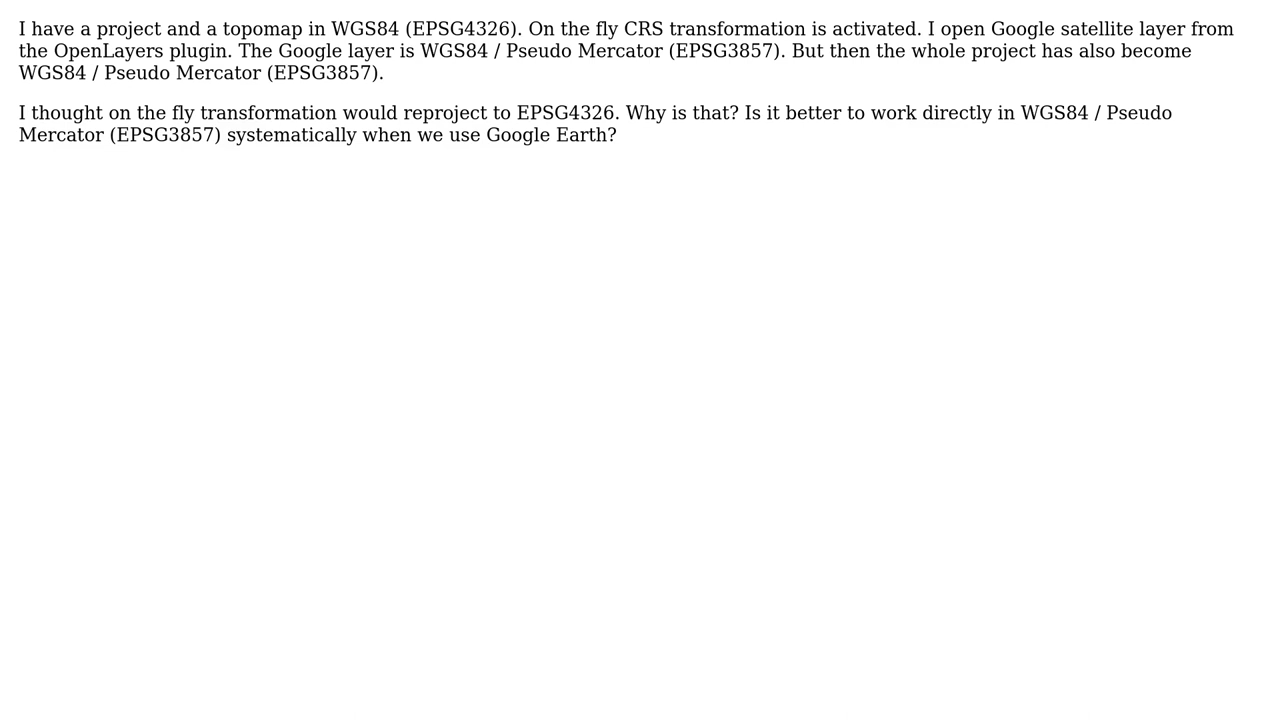 I have a project and a topomap in WGS84 (EPSG4326). On the fly CRS transformation is activated. I open Google satellite layer from
the OpenLayers plugin. The Google layer is WGS84 / Pseudo Mercator (EPSG3857). But then the whole project has also become
WGS84 / Pseudo Mercator (EPSG3857).
I thought on the fly transformation would reproject to EPSG4326. Why is that? Is it better to work directly in WGS84 / Pseudo
Mercator (EPSG3857) systematically when we use Google Earth?